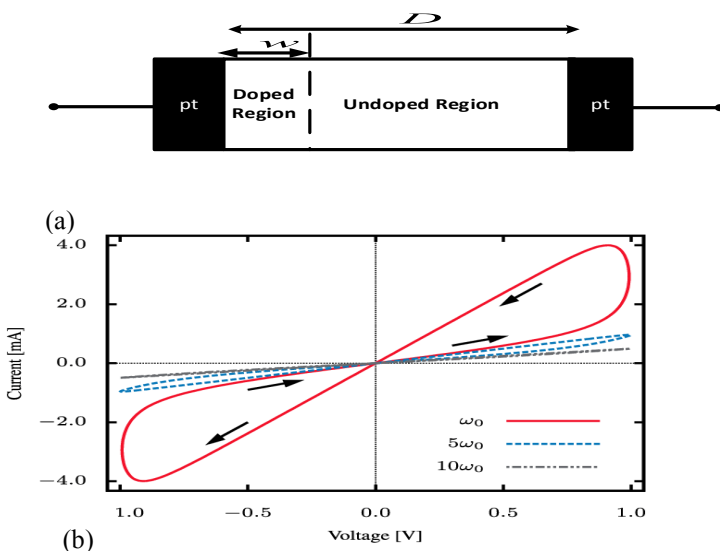 D
w
pt
Doped
Region
Undoped Region
pt
(a)
4.0
2.0
0.0
−2.0
−4.0
Current [mA]
ω₀
5ω₀
10ω₀
1.0 −0.5 0.0 0.5 1.0
Voltage [V]
(b)